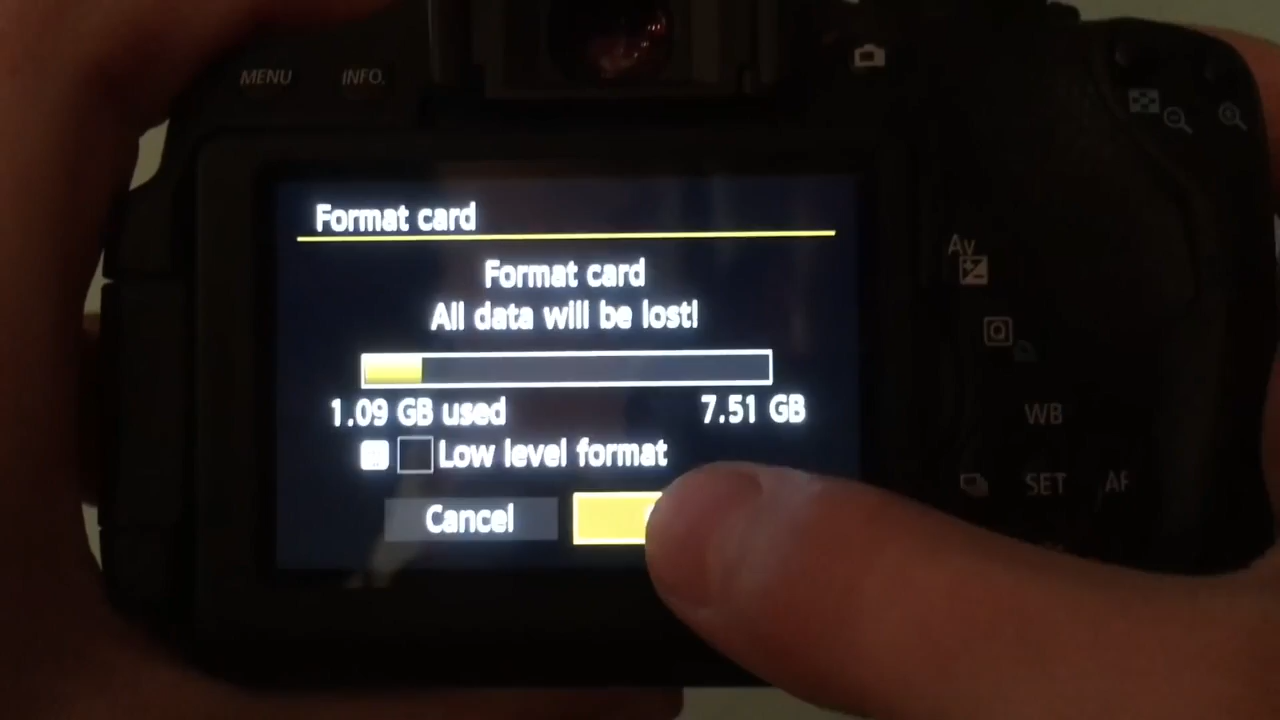 MENU INFO.
Format card
Format card
All data will be lost!
1.09 GB used 7.51 GB
Low level format
Cancel
Av
Q
WB
SET AF